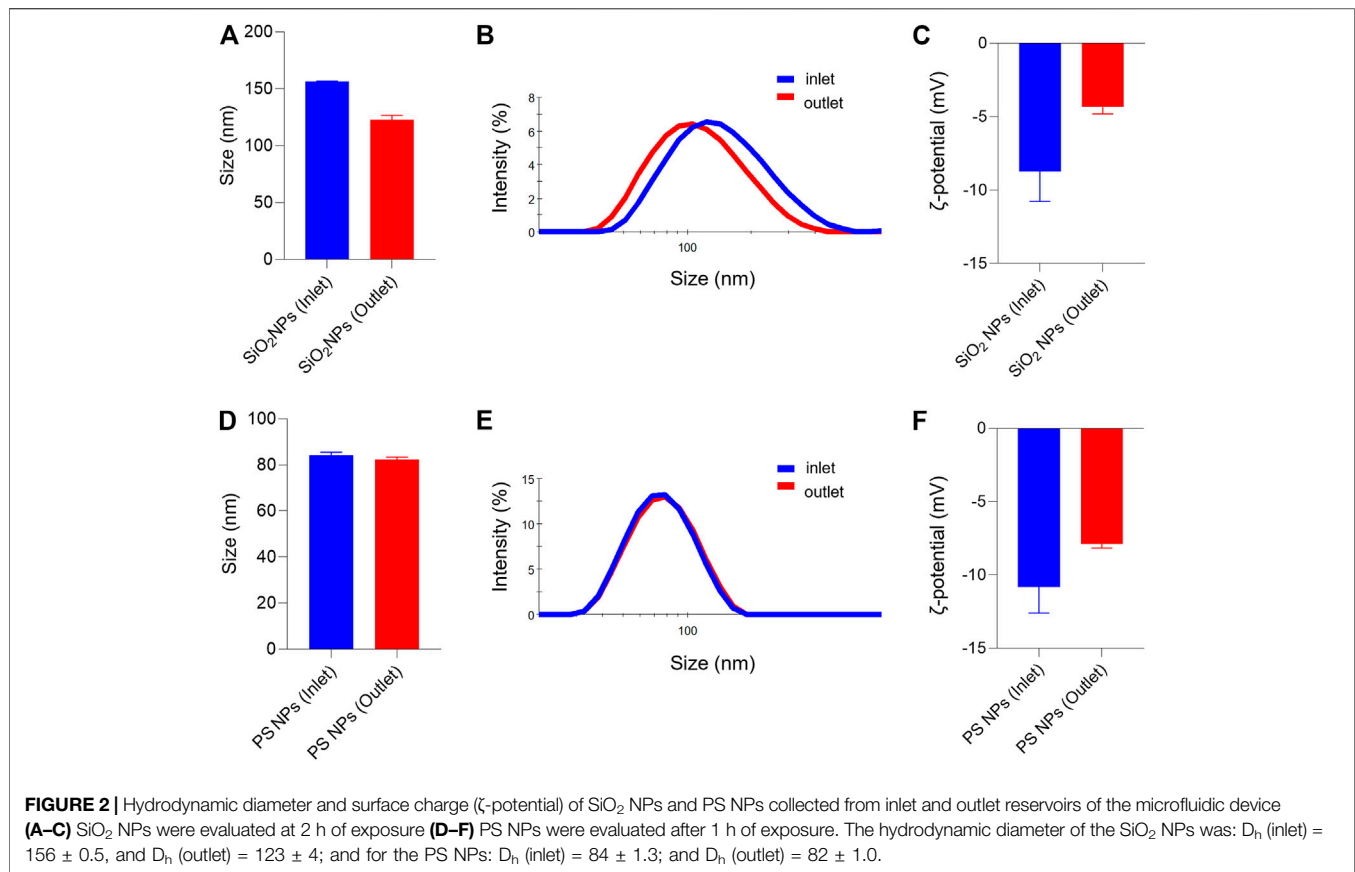 A
200
150
100
50
0
Size (nm)
SiO₂NPs (Inlet)
SiO₂NPs (Outlet)
B
inlet
outlet
8
6
4
2
0
Intensity (%)
100
Size (nm)
C
0
-5
-10
-15
ζ-potential (mV)
SiO₂ NPs (Inlet)
SiO₂ NPs (Outlet)
D
100
80
60
40
20
0
Size (nm)
PS NPs (Inlet)
PS NPs (Outlet)
E
inlet
outlet
15
10
5
0
Intensity (%)
100
Size (nm)
F
0
-5
-10
-15
ζ-potential (mV)
PS NPs (Inlet)
PS NPs (Outlet)
FIGURE 2 | Hydrodynamic diameter and surface charge (ζ-potential) of SiO₂ NPs and PS NPs collected from inlet and outlet reservoirs of the microfluidic device
(A–C) SiO₂ NPs were evaluated at 2 h of exposure (D–F) PS NPs were evaluated after 1 h of exposure. The hydrodynamic diameter of the SiO₂ NPs was: Dₕ (inlet) =
156 ± 0.5, and Dₕ (outlet) = 123 ± 4; and for the PS NPs: Dₕ (inlet) = 84 ± 1.3; and Dₕ (outlet) = 82 ± 1.0.